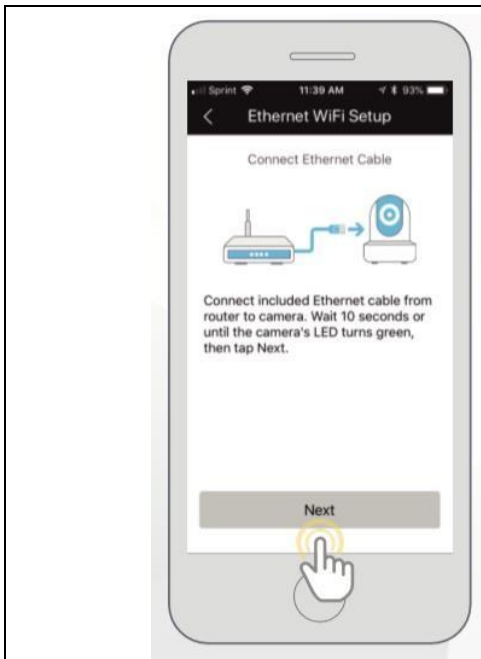 Sprint 11:39 AM 93%
Ethernet WiFi Setup
Connect Ethernet Cable
Connect included Ethernet cable from
router to camera. Wait 10 seconds or
until the camera's LED turns green,
then tap Next.
Next